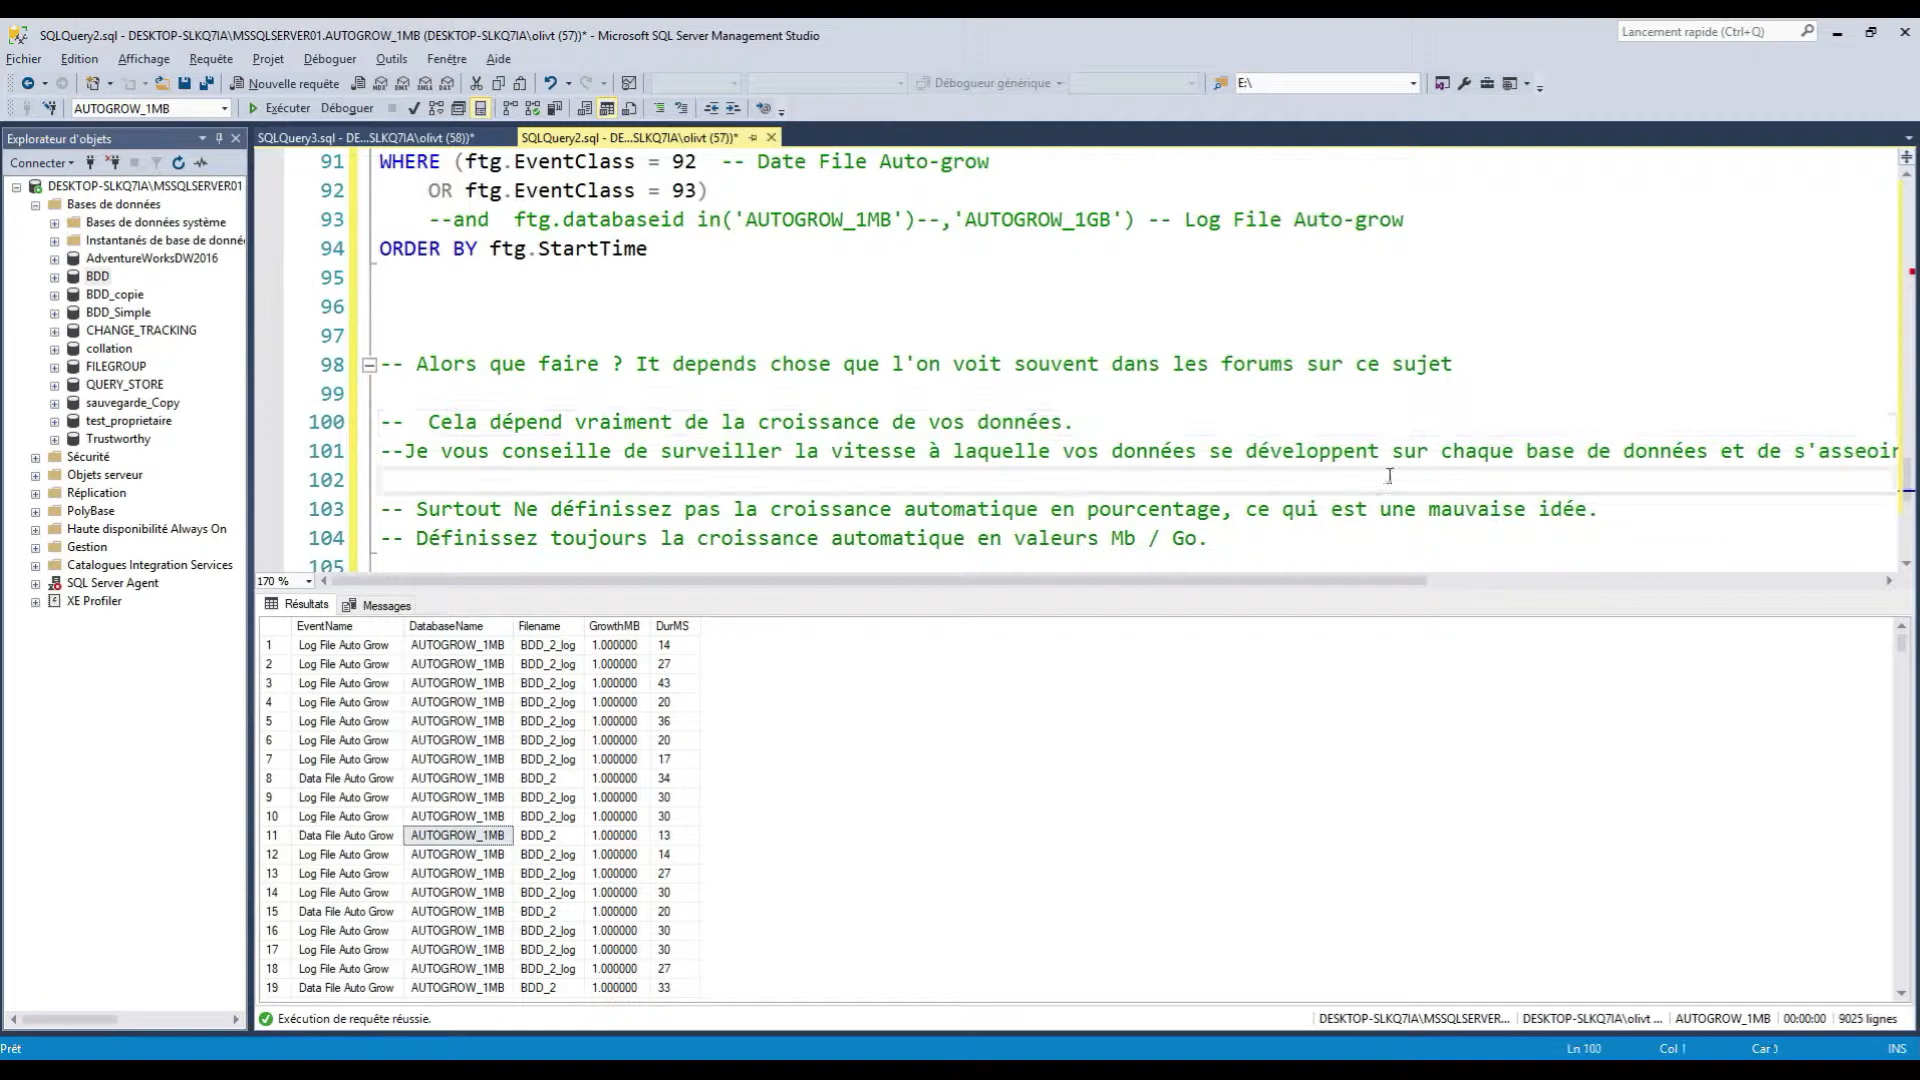 SQLQuery2.sql - DESKTOP-SLKQ7IA\MSSQLSERVER01.AUTOGROW_1MB (DESKTOP-SLKQ7IA\olivt (57))* - Microsoft SQL Server Management Studio
Lancement rapide (Ctrl+Q)
Fichier Edition Affichage Requête Projet Déboguer Outils Fenêtre Aide
Nouvelle requête Débogueur générique E:\
AUTOGROW_1MB Exécuter Déboguer
Explorateur d'objets
Connecter
DESKTOP-SLKQ7IA\MSSQLSERVER01
Bases de données
Bases de données système
Instantanés de base de donné
AdventureWorksDW2016
BDD
BDD_copie
BDD_Simple
CHANGE_TRACKING
collation
FILEGROUP
QUERY_STORE
sauvegarde_Copy
test_proprietaire
Trustworthy
Sécurité
Objets serveur
Réplication
PolyBase
Haute disponibilité Always On
Gestion
Catalogues Integration Services
SQL Server Agent
XE Profiler
SQLQuery3.sql - DE...SLKQ7IA\olivt (58))* SQLQuery2.sql - DE...SLKQ7IA\olivt (57))*
91 WHERE (ftg.EventClass = 92 -- Date File Auto-grow
92 OR ftg.EventClass = 93)
93 --and ftg.databaseid in('AUTOGROW_1MB')--,'AUTOGROW_1GB') -- Log File Auto-grow
94 ORDER BY ftg.StartTime
95
96
97
98 -- Alors que faire ? It depends chose que l'on voit souvent dans les forums sur ce sujet
99
100 -- Cela dépend vraiment de la croissance de vos données.
101 --Je vous conseille de surveiller la vitesse à laquelle vos données se développent sur chaque base de données et de s'asseoir
102
103 -- Surtout Ne définissez pas la croissance automatique en pourcentage, ce qui est une mauvaise idée.
104 -- Définissez toujours la croissance automatique en valeurs Mb / Go.
105
170 %
Résultats Messages
EventName DatabaseName Filename GrowthMB DurMS
1 Log File Auto Grow AUTOGROW_1MB BDD_2_log 1.000000 14
2 Log File Auto Grow AUTOGROW_1MB BDD_2_log 1.000000 27
3 Log File Auto Grow AUTOGROW_1MB BDD_2_log 1.000000 43
4 Log File Auto Grow AUTOGROW_1MB BDD_2_log 1.000000 20
5 Log File Auto Grow AUTOGROW_1MB BDD_2_log 1.000000 36
6 Log File Auto Grow AUTOGROW_1MB BDD_2_log 1.000000 20
7 Log File Auto Grow AUTOGROW_1MB BDD_2_log 1.000000 17
8 Data File Auto Grow AUTOGROW_1MB BDD_2 1.000000 34
9 Log File Auto Grow AUTOGROW_1MB BDD_2_log 1.000000 30
10 Log File Auto Grow AUTOGROW_1MB BDD_2_log 1.000000 30
11 Data File Auto Grow AUTOGROW_1MB BDD_2 1.000000 13
12 Log File Auto Grow AUTOGROW_1MB BDD_2_log 1.000000 14
13 Log File Auto Grow AUTOGROW_1MB BDD_2_log 1.000000 27
14 Log File Auto Grow AUTOGROW_1MB BDD_2_log 1.000000 30
15 Data File Auto Grow AUTOGROW_1MB BDD_2 1.000000 20
16 Log File Auto Grow AUTOGROW_1MB BDD_2_log 1.000000 30
17 Log File Auto Grow AUTOGROW_1MB BDD_2_log 1.000000 30
18 Log File Auto Grow AUTOGROW_1MB BDD_2_log 1.000000 27
19 Data File Auto Grow AUTOGROW_1MB BDD_2 1.000000 33
Exécution de requête réussie. DESKTOP-SLKQ7IA\MSSQLSERVER... DESKTOP-SLKQ7IA\olivt ... AUTOGROW_1MB 00:00:00 9025 lignes
Prêt Ln 100 Col 1 Car INS